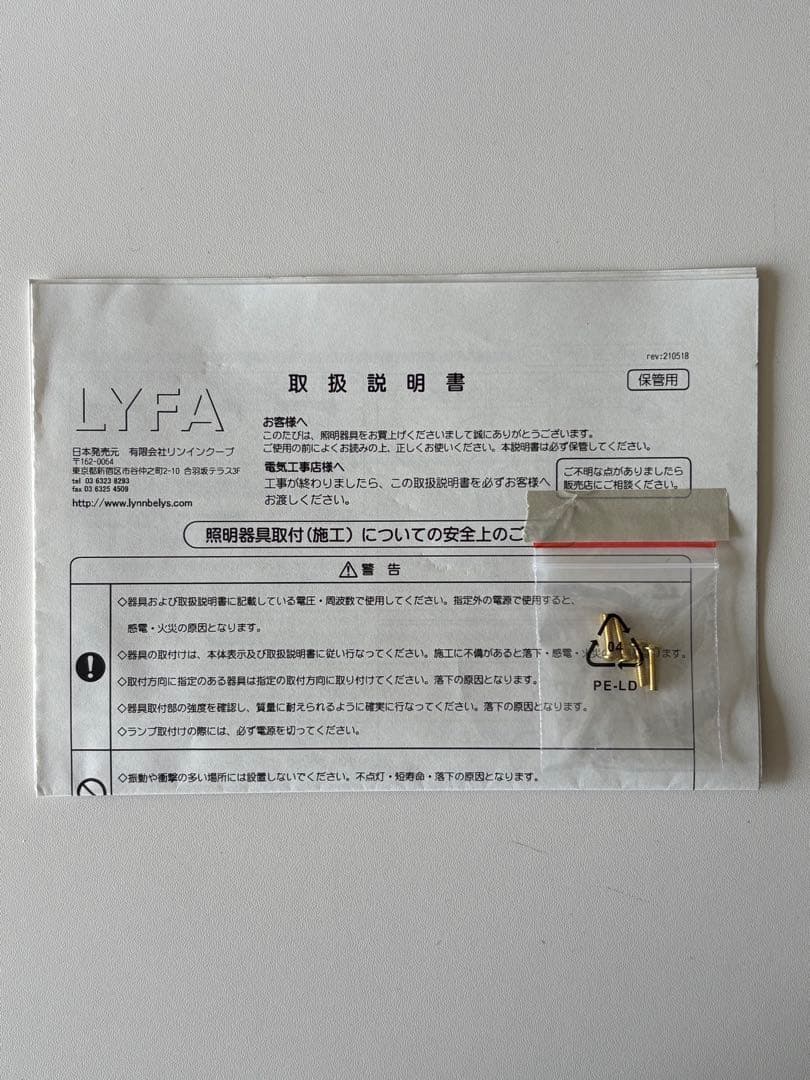 rev:210518
取扱説明書
保管用
LYFA
日本発売元 有限会社リンインクープ
〒162-0064
東京都新宿区市谷仲之町2-10 合羽坂テラス3F
tel 03 6323 8293
fax 03 6325 4509
http://www.lynnbelys.com
お客様へ
このたびは、照明器具をお買上げくださいまして誠にありがとうございます。
ご使用の前によくお読みの上、正しくお使いください。本説明書は必ず保管してください。
電気工事店様へ
工事が終わりましたら、この取扱説明書を必ずお客様へ
お渡しください。
ご不明な点がありましたら
販売店にご相談ください。
照明器具取付(施工)についての安全上のご
警告
◇器具および取扱説明書に記載している電圧・周波数で使用してください。指定外の電源で使用すると、
感電・火災の原因となります。
◇器具の取付けは、本体表示及び取扱説明書に従い行なってください。施工に不備があると落下・感電・火災の原因となります。
◇取付方向に指定のある器具は指定の取付方向に取り付けてください。落下の原因となります。
◇器具取付部の強度を確認し、質量に耐えられるように確実に行なってください。落下の原因となります。
◇ランプ取付けの際には、必ず電源を切ってください。
◇振動や衝撃の多い場所には設置しないでください。不点灯・短寿命・落下の原因となります。
04
PE-LD